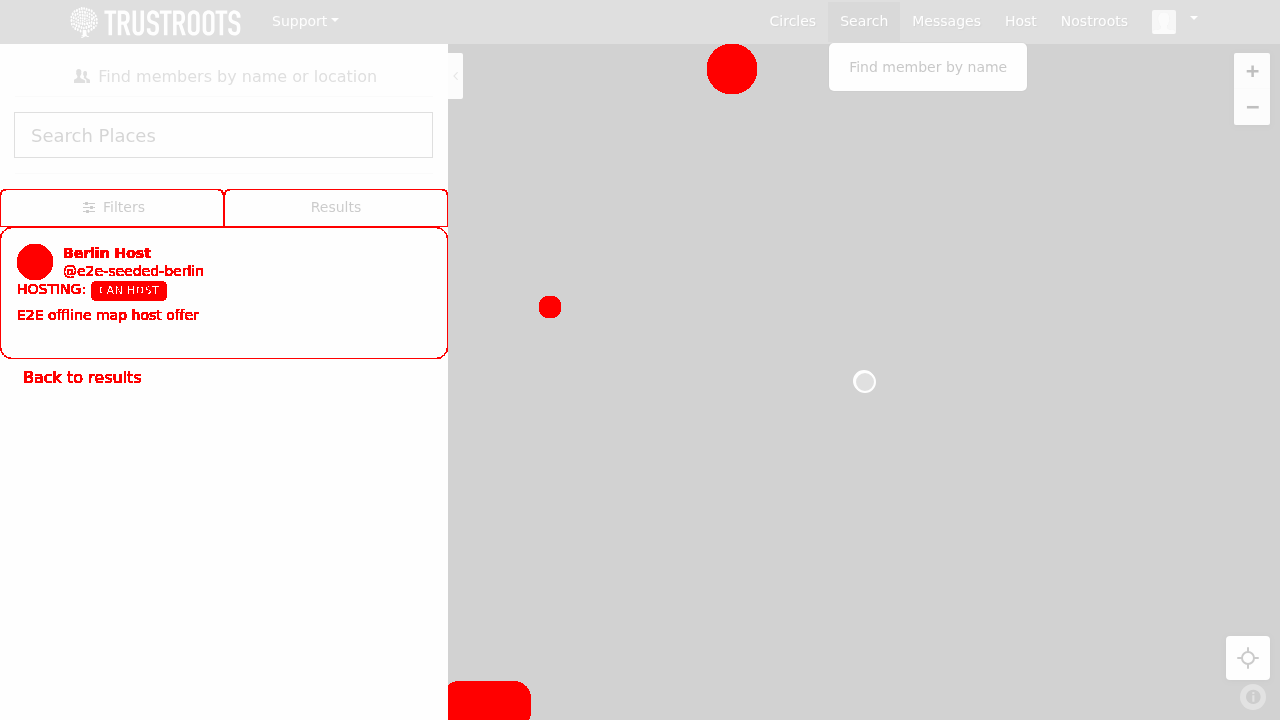 TRUSTROOTS Support Circles Search Messages Host Nostroots
Find members by name or location
Find member by name
Search Places
Filters Results
Berlin Host
@e2e-seeded-berlin
HOSTING: CAN HOST
E2E offline map host offer
Back to results